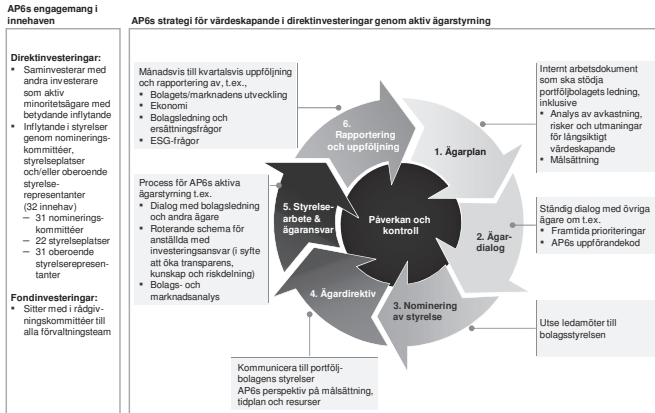 AP6s engagemang i
innehaven
Direktinvesteringar:
▪ Saminvesterar med
andra investerare
som aktiv
minoritetsägare med
betydande inflytande
▪ Inflytande i styrelser
genom nominerings-
kommittéer,
styrelseplatser
och/eller oberoende
styrelse-
representanter
(32 innehav)
– 31 nominerings-
kommittéer
– 22 styrelseplatser
– 31 oberoende
styrelserepresen-
tanter
Fondinvesteringar:
▪ Sitter med i rådgiv-
ningskommittéer till
alla förvaltningsteam
AP6s strategi för värdeskapande i direktinvesteringar genom aktiv ägarstyrning
Månadsvis till kvartalsvis uppföljning
och rapportering av, t.ex.,
▪ Bolagets/marknadens utveckling
▪ Ekonomi
▪ Bolagsledning och
ersättningsfrågor
▪ ESG-frågor
Process för AP6s aktiva
ägarstyrning t.ex.
▪ Dialog med bolagsledning
och andra ägare
▪ Roterande schema för
anställda med
investeringsansvar (i syfte
att öka transparens,
kunskap och riskdelning)
▪ Bolags- och
marknadsanalys
Kommunicera till portfölj-
bolagens styrelser
AP6s perspektiv på målsättning,
tidplan och resurser
6.
Rapportering
och uppföljning
1. Ägarplan
2. Ägar-
dialog
3. Nominering
av styrelse
4. Ägardirektiv
5. Styrelse-
arbete &
ägaransvar
Påverkan och
kontroll
Internt arbetsdokument
som ska stödja
portföljbolagets ledning,
inklusive
▪ Analys av avkastning,
risker och utmaningar
för långsiktigt
värdeskapande
▪ Målsättning
Ständig dialog med övriga
ägare om t.ex.
▪ Framtida prioriteringar
▪ AP6s uppförandekod
Utse ledamöter till
bolagsstyrelsen